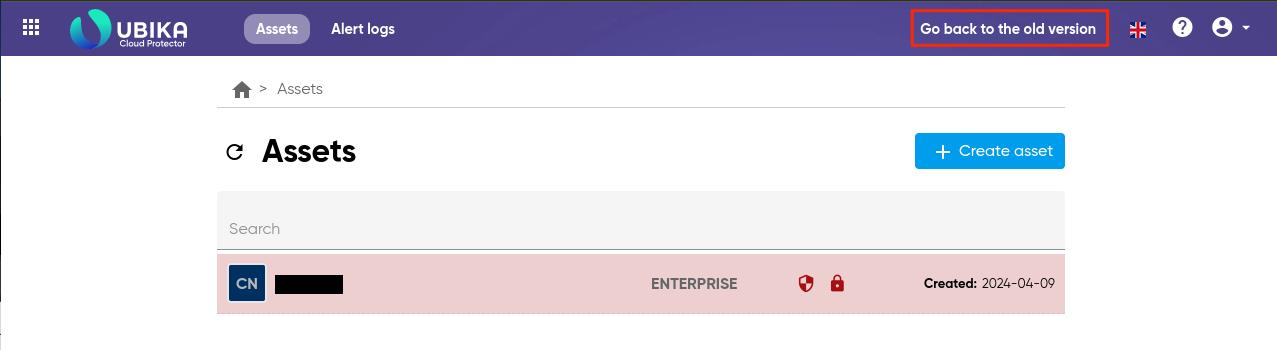 UBIKA
Cloud Protector
Assets
Alert logs
Go back to the old version
> Assets
Assets
+ Create asset
Search
CN
ENTERPRISE
Created: 2024-04-09